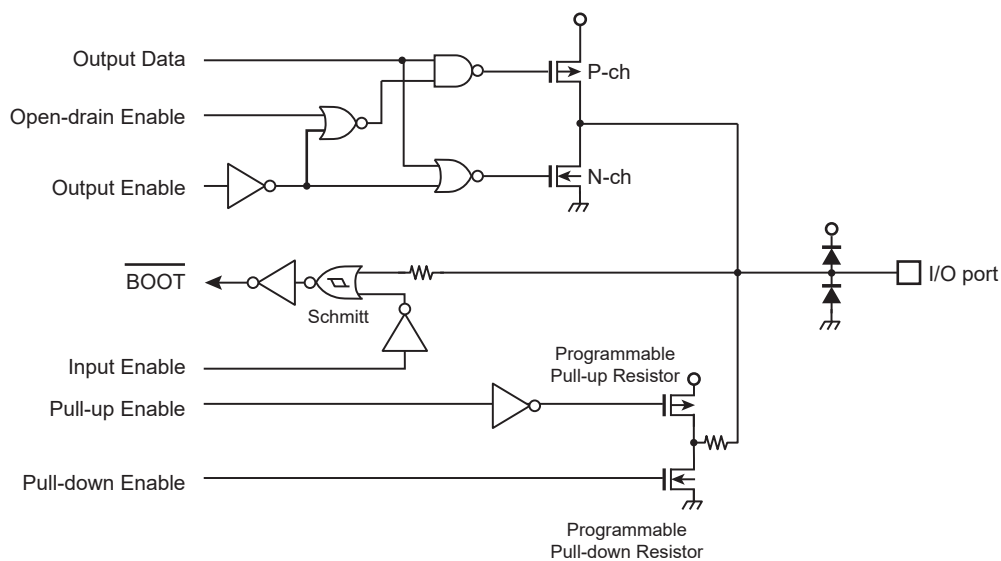 Output Data
P-ch
Open-drain Enable
Output Enable
N-ch
BOOT
Schmitt
I/O port
Input Enable
Programmable
Pull-up Resistor
Pull-up Enable
Pull-down Enable
Programmable
Pull-down Resistor